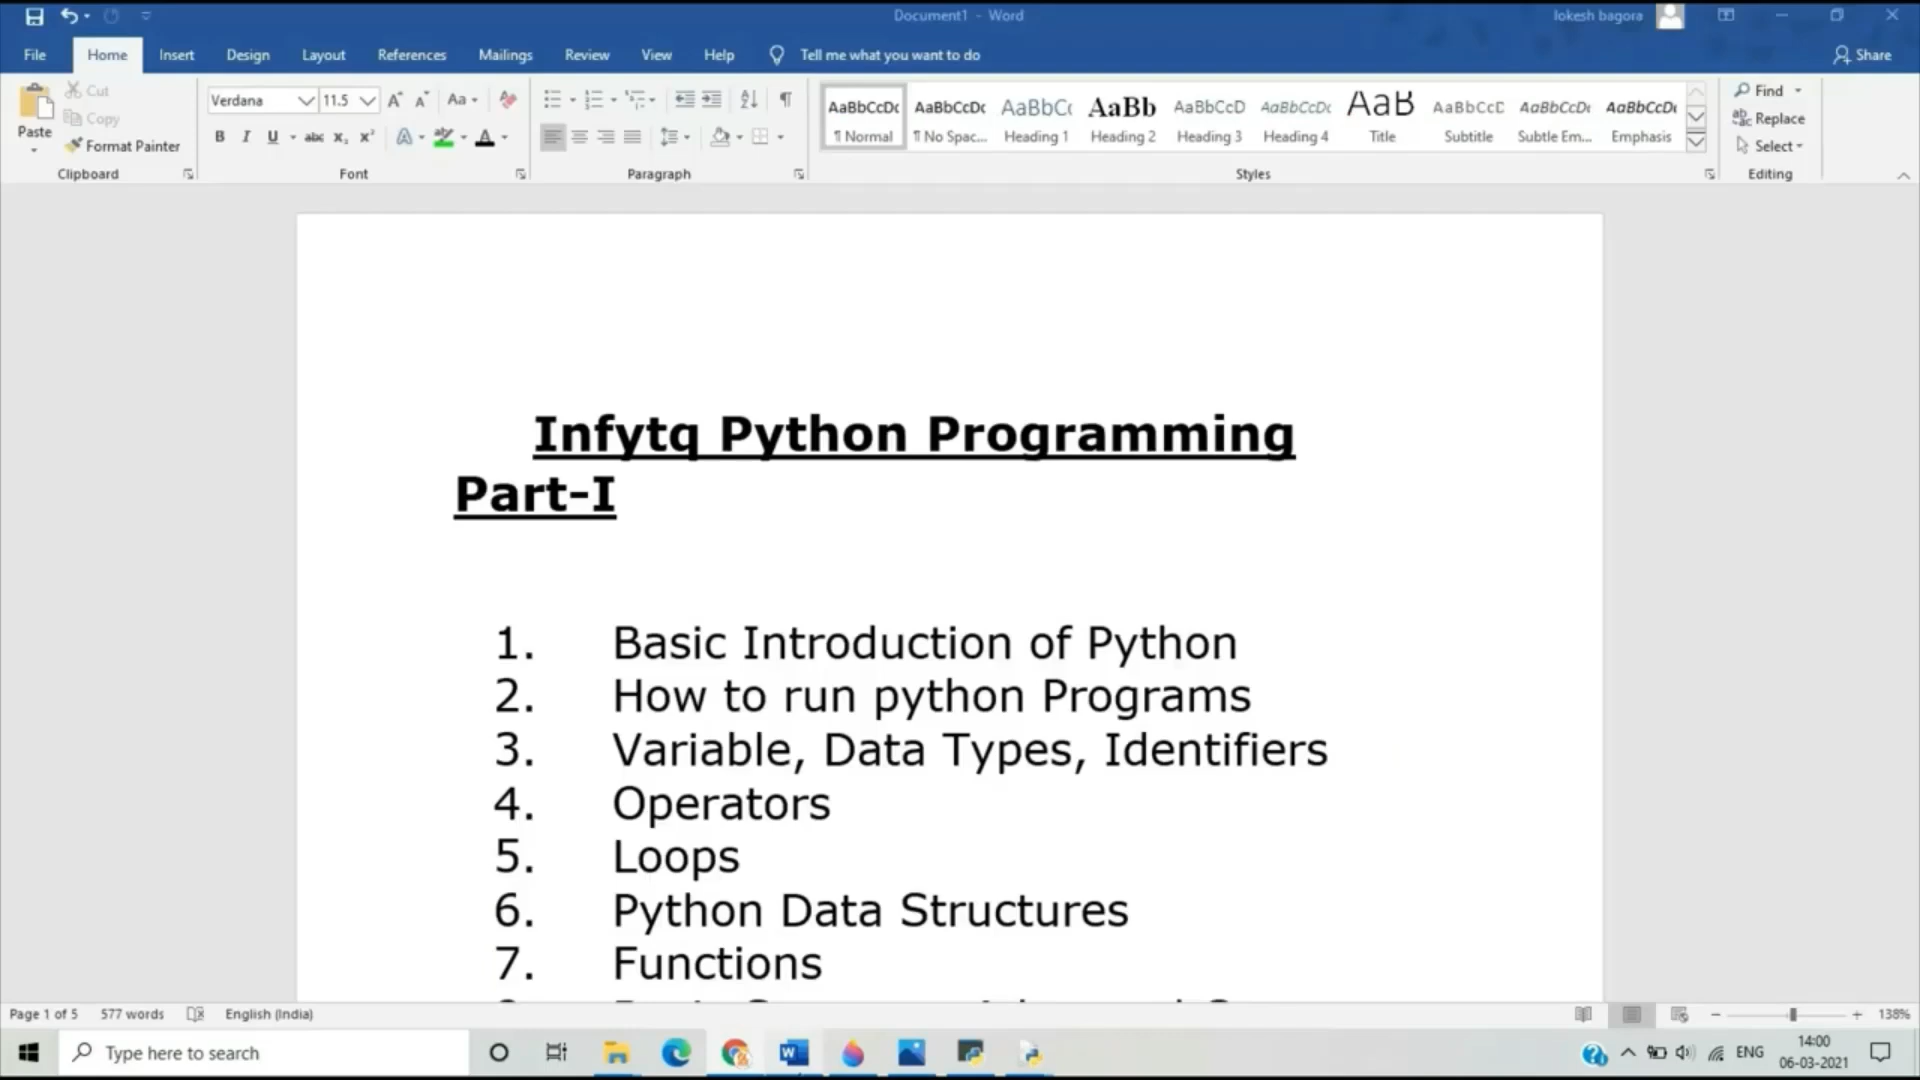 Document1 - Word
lokesh bagora
File Home Insert Design Layout References Mailings Review View Help Tell me what you want to do Share
Paste
Cut
Copy
Format Painter
Clipboard
Verdana 11.5
Font
Paragraph
AaBbCcDc AaBbCcDc AaBbC AaBb AaBbCcD AaBbCcDc AaB AaBbCcC AaBbCcDc AaBbCcDc
¶ Normal ¶ No Spac... Heading 1 Heading 2 Heading 3 Heading 4 Title Subtitle Subtle Em... Emphasis
Styles
Find
Replace
Select
Editing
Infytq Python Programming
Part-I
1. Basic Introduction of Python
2. How to run python Programs
3. Variable, Data Types, Identifiers
4. Operators
5. Loops
6. Python Data Structures
7. Functions
Page 1 of 5 577 words English (India) 138%
Type here to search
ENG
14:00
06-03-2021